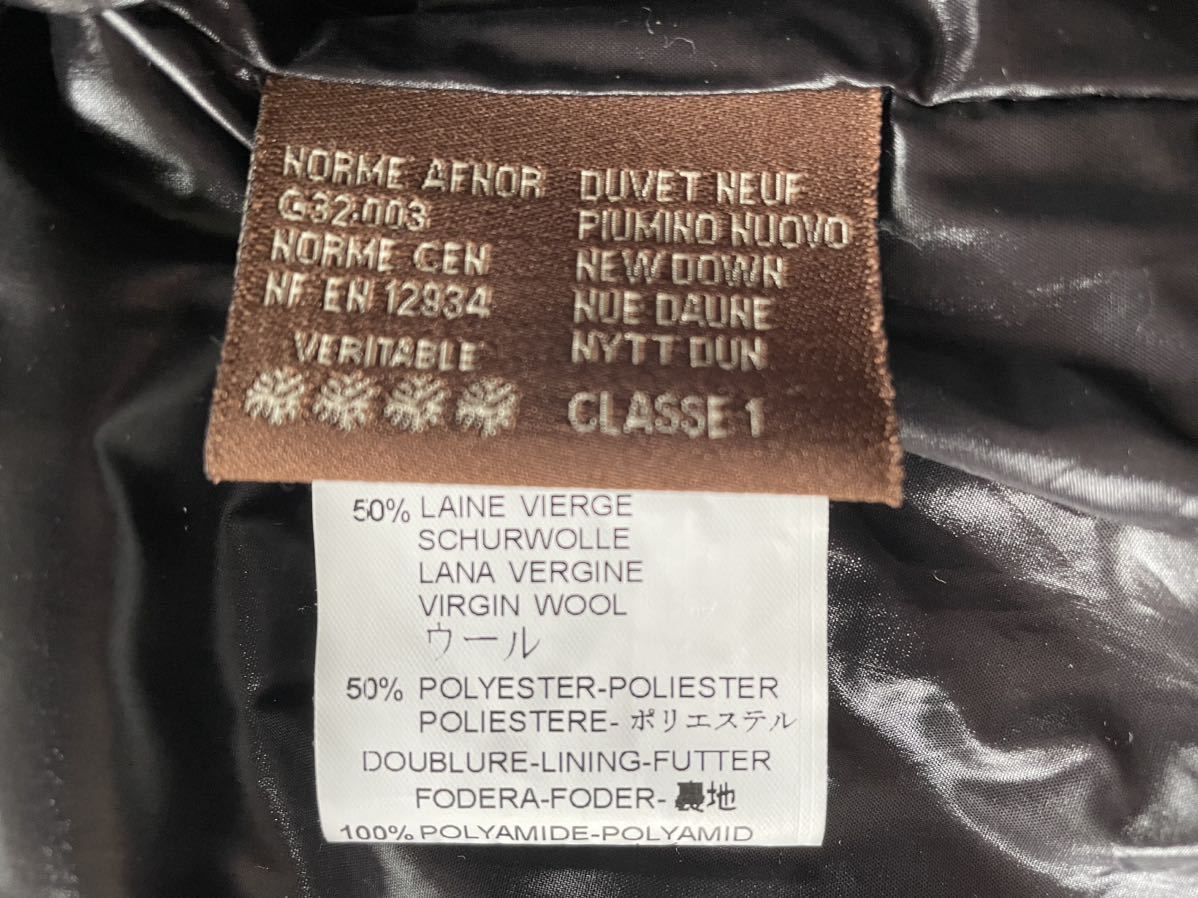 NORME AFNOR
G32.003
NORME CEN
NF EN 12934
VERITABLE
DUVET NEUF
PIUMINO NUOVO
NEW DOWN
NUE DAUNE
NYTT DUN
CLASSE 1
50% LAINE VIERGE
SCHURWOLLE
LANA VERGINE
VIRGIN WOOL
ウール
50% POLYESTER-POLIESTER
POLIESTERE-ポリエステル
DOUBLURE-LINING-FUTTER
FODERA-FODER-裏地
100% POLYAMIDE-POLYAMID